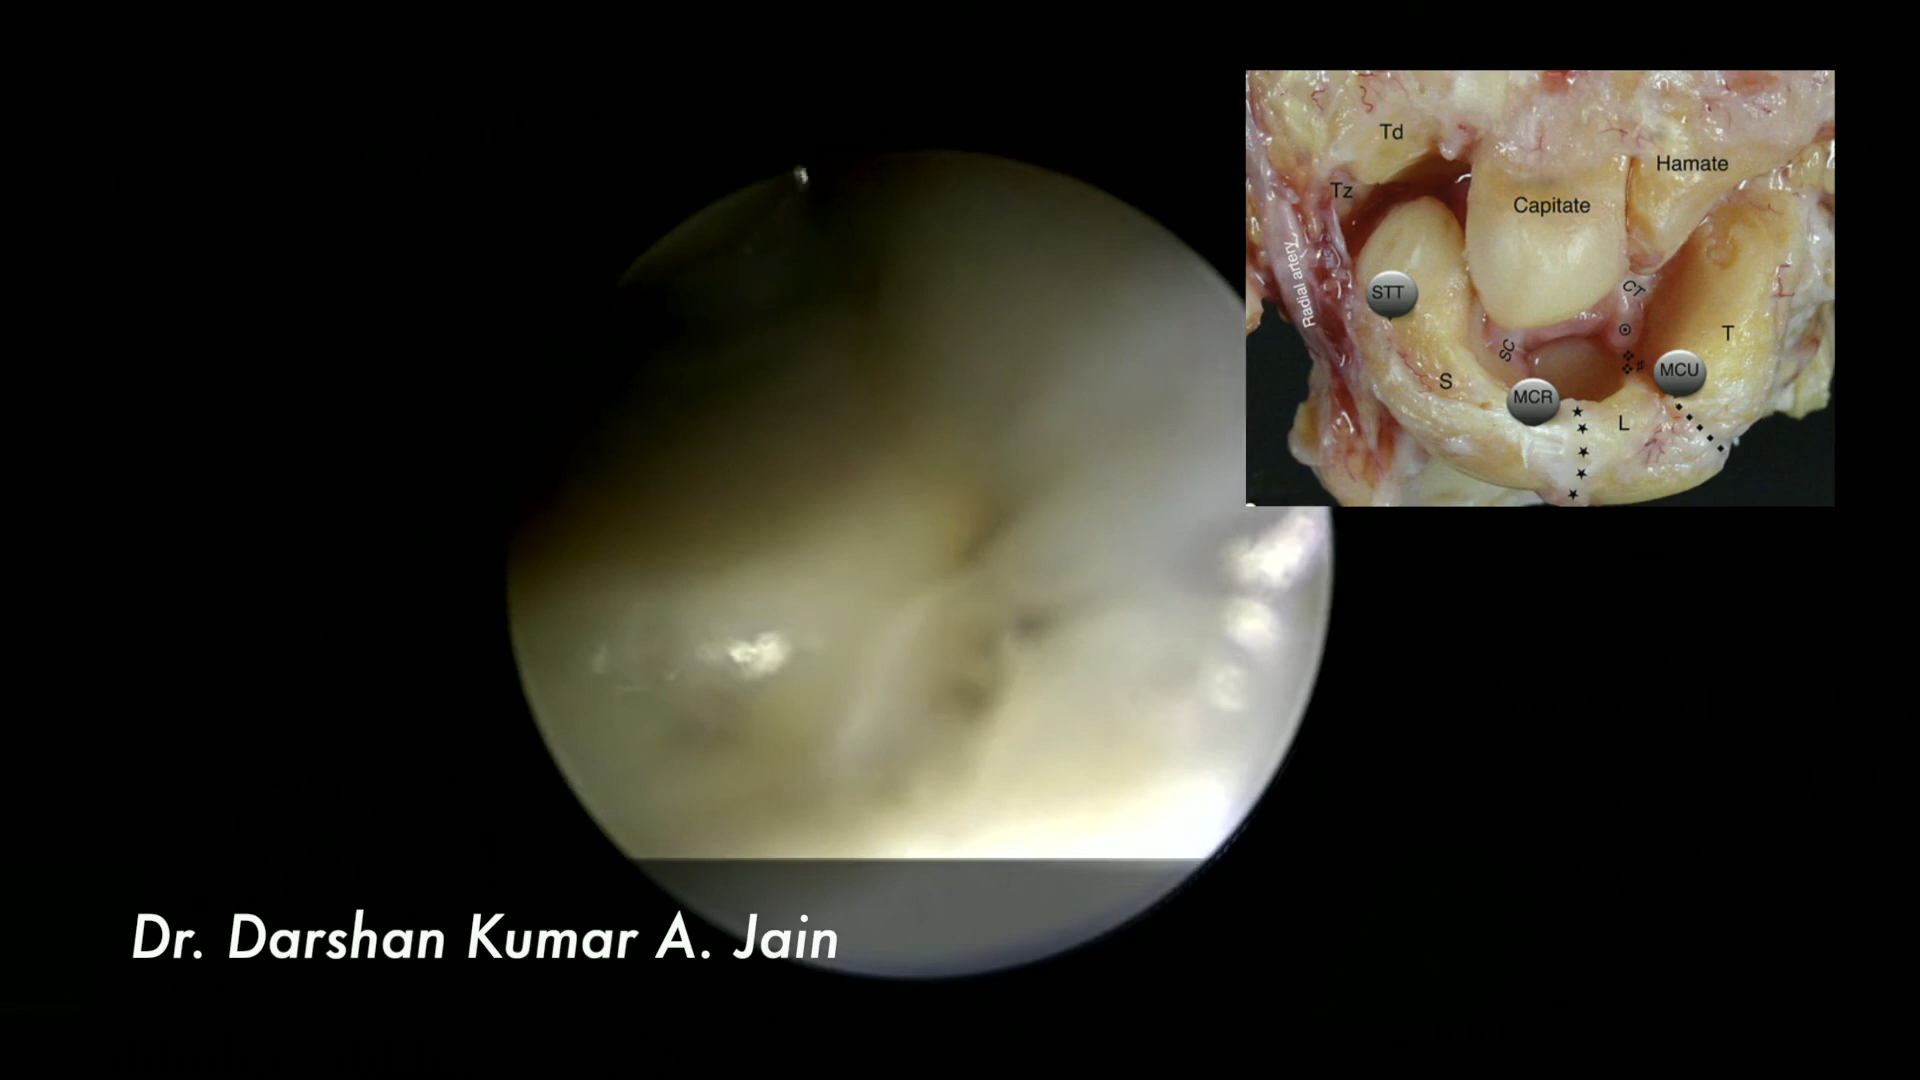 Td
Hamate
Tz
Capitate
Radial artery
STT
CT
SC
T
S
MCR
MCU
L
Dr. Darshan Kumar A. Jain